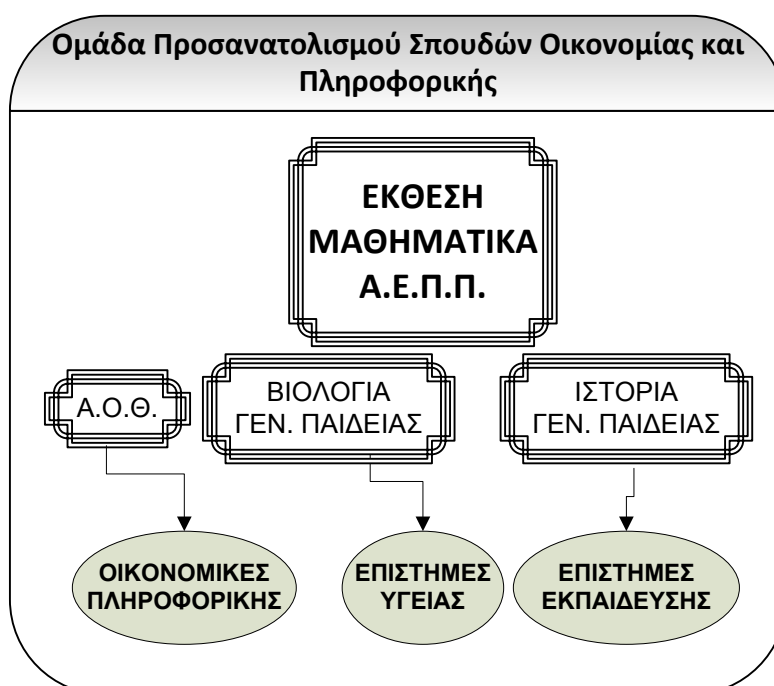 Ομάδα Προσανατολισμού Σπουδών Οικονομίας και
Πληροφορικής
ΕΚΘΕΣΗ
ΜΑΘΗΜΑΤΙΚΑ
Α.Ε.Π.Π.
Α.Ο.Θ.
ΒΙΟΛΟΓΙΑ
ΓΕΝ. ΠΑΙΔΕΙΑΣ
ΙΣΤΟΡΙΑ
ΓΕΝ. ΠΑΙΔΕΙΑΣ
ΟΙΚΟΝΟΜΙΚΕΣ
ΠΛΗΡΟΦΟΡΙΚΗΣ
ΕΠΙΣΤΗΜΕΣ
ΥΓΕΙΑΣ
ΕΠΙΣΤΗΜΕΣ
ΕΚΠΑΙΔΕΥΣΗΣ